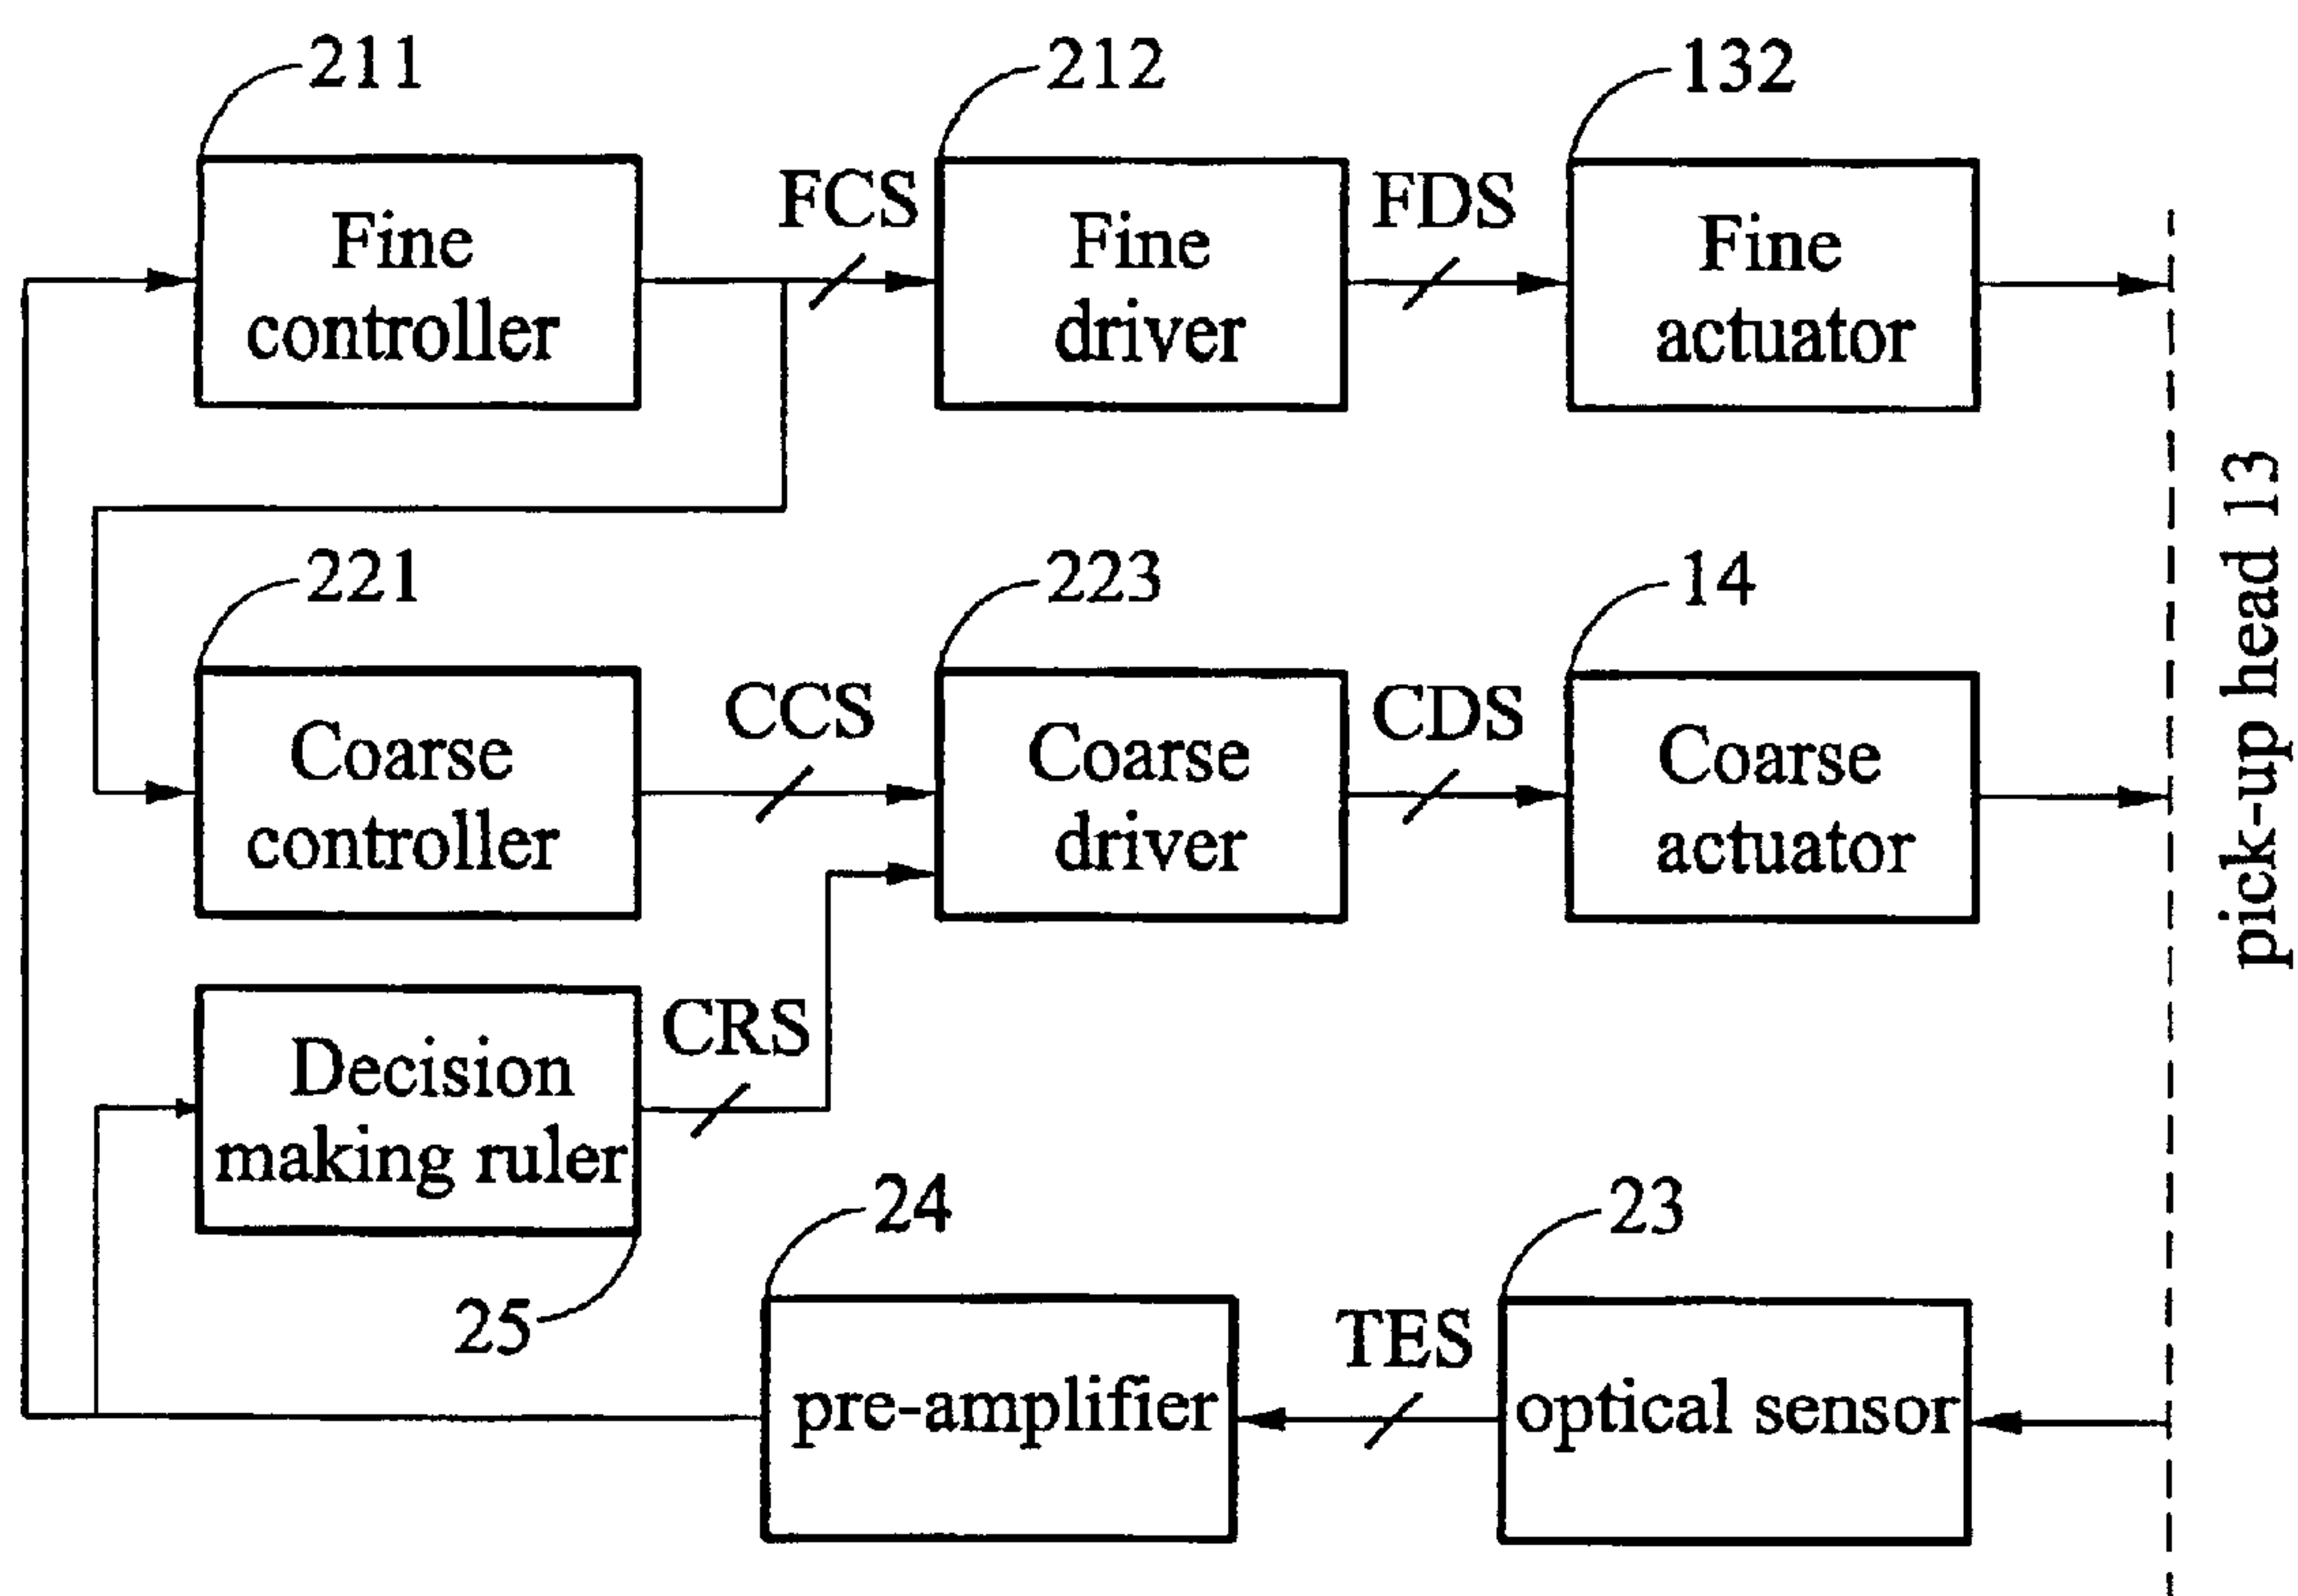 211
212
132
FCS
FDS
Fine
controller
Fine
driver
Fine
actuator
221
223
14
CCS
CDS
Coarse
controller
Coarse
driver
Coarse
actuator
pick-up head 13
CRS
Decision
making ruler
25
24
23
TES
pre-amplifier
optical sensor